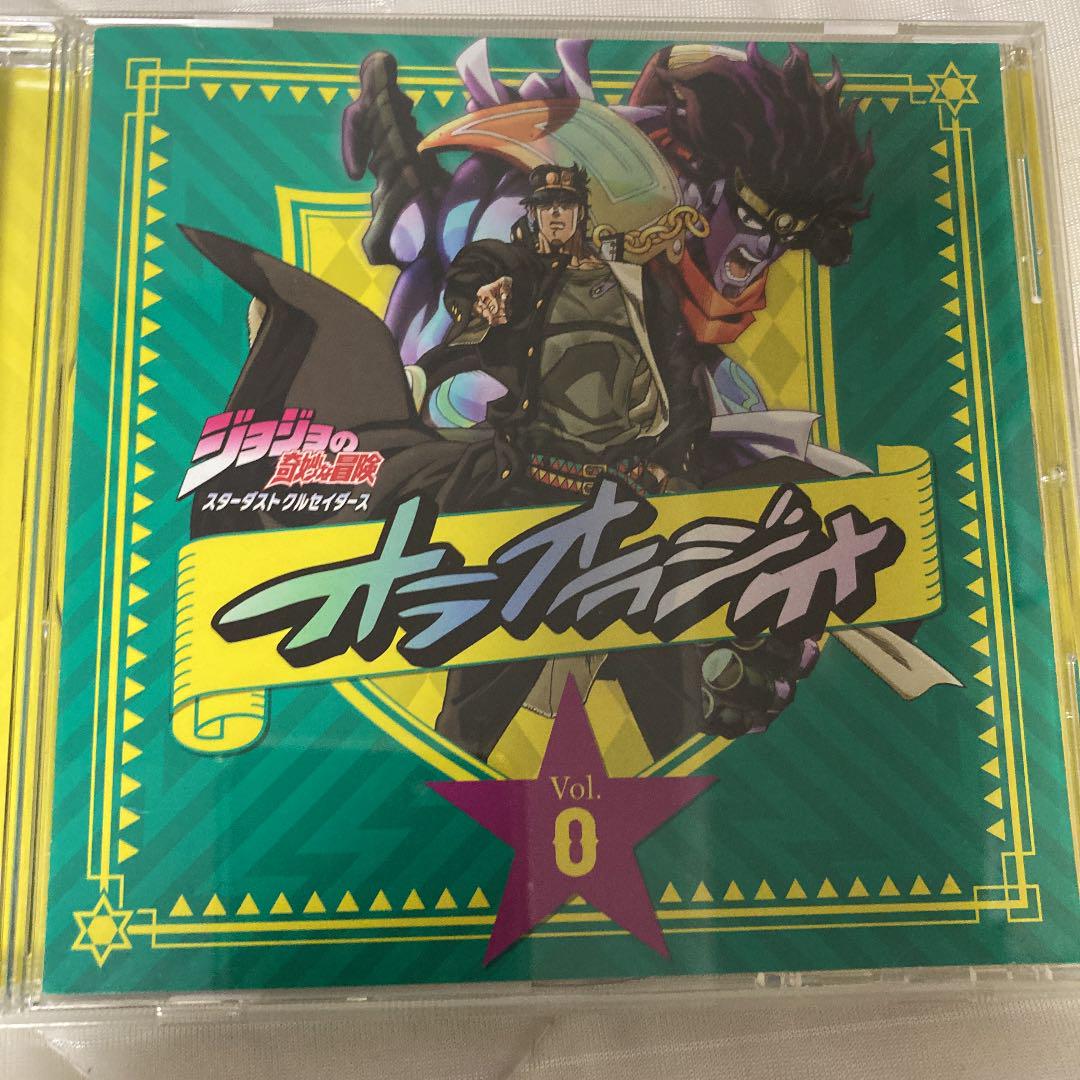 ジョジョの
奇妙な冒険
スターダストクルセイダース
オラオラジオ
Vol.
0